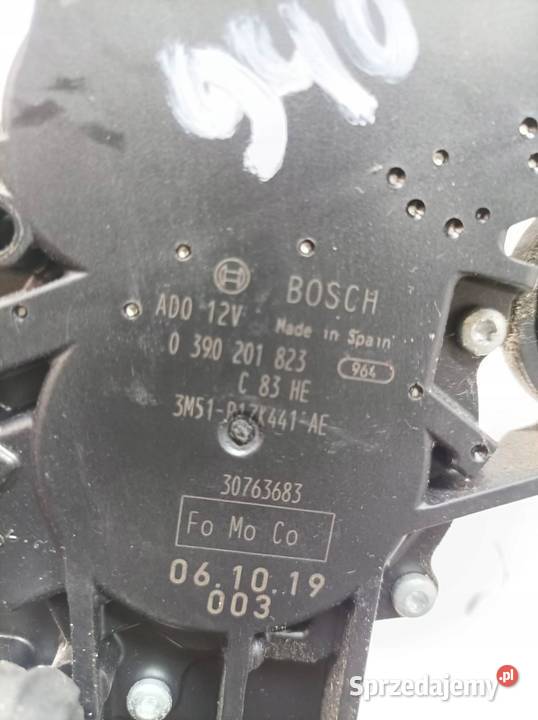 940
BOSCH
ADO 12V Made in Spain
0 390 201 823 964
C 83 HE
3M51-R17K441-AE
30763683
Fo Mo Co
06.10.19
003
Sprzedajemy.pl